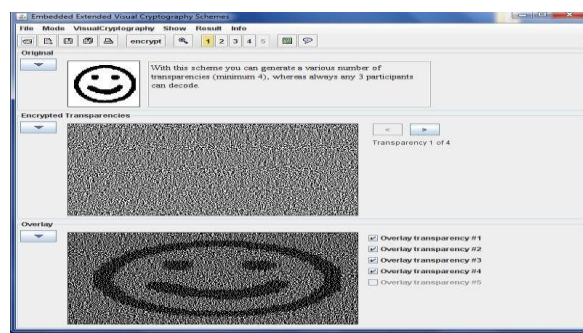 Embedded Extended Visual Cryptography Schemes
File Mode VisualCryptography Show Result Info
encrypt 1 2 3 4 5
Original
With this scheme you can generate a various number of
transparencies (minimum 4), whereas always any 3 participants
can decode.
Encrypted Transparencies
< >
Transparency 1 of 4
Overlay
Overlay transparency #1
Overlay transparency #2
Overlay transparency #3
Overlay transparency #4
Overlay transparency #5